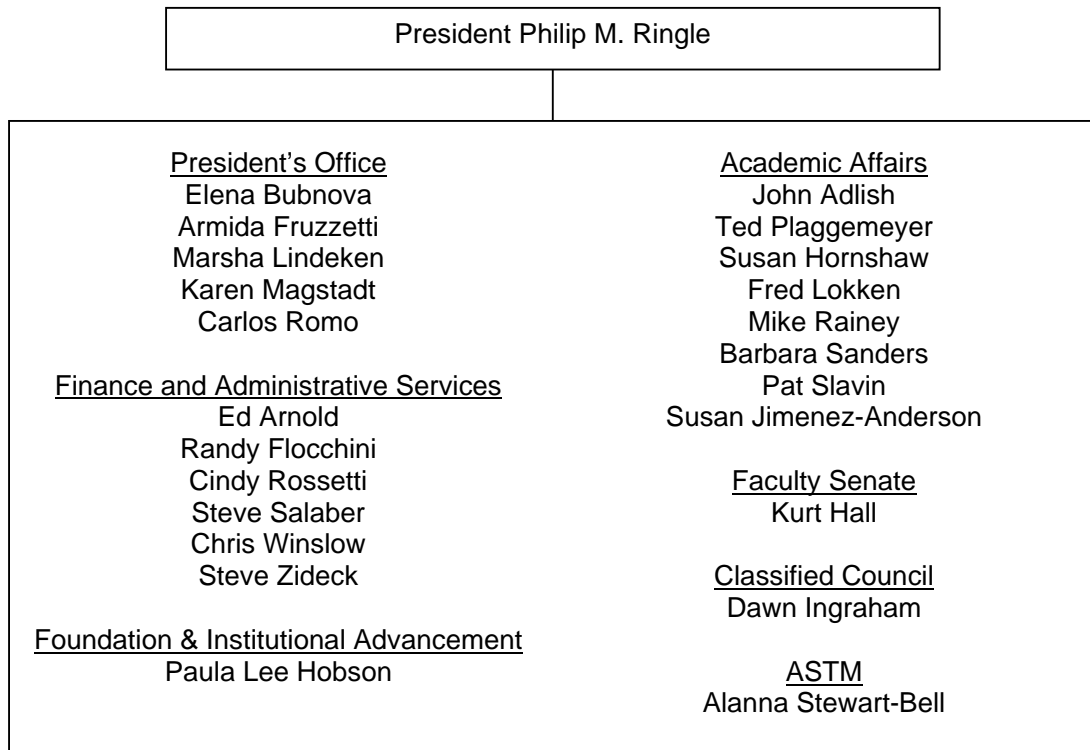 President Philip M. Ringle
President’s Office
Elena Bubnova
Armida Fruzzetti
Marsha Lindeken
Karen Magstadt
Carlos Romo
Finance and Administrative Services
Ed Arnold
Randy Flocchini
Cindy Rossetti
Steve Salaber
Chris Winslow
Steve Zideck
Foundation & Institutional Advancement
Paula Lee Hobson
Academic Affairs
John Adlish
Ted Plaggemeyer
Susan Hornshaw
Fred Lokken
Mike Rainey
Barbara Sanders
Pat Slavin
Susan Jimenez-Anderson
Faculty Senate
Kurt Hall
Classified Council
Dawn Ingraham
ASTM
Alanna Stewart-Bell